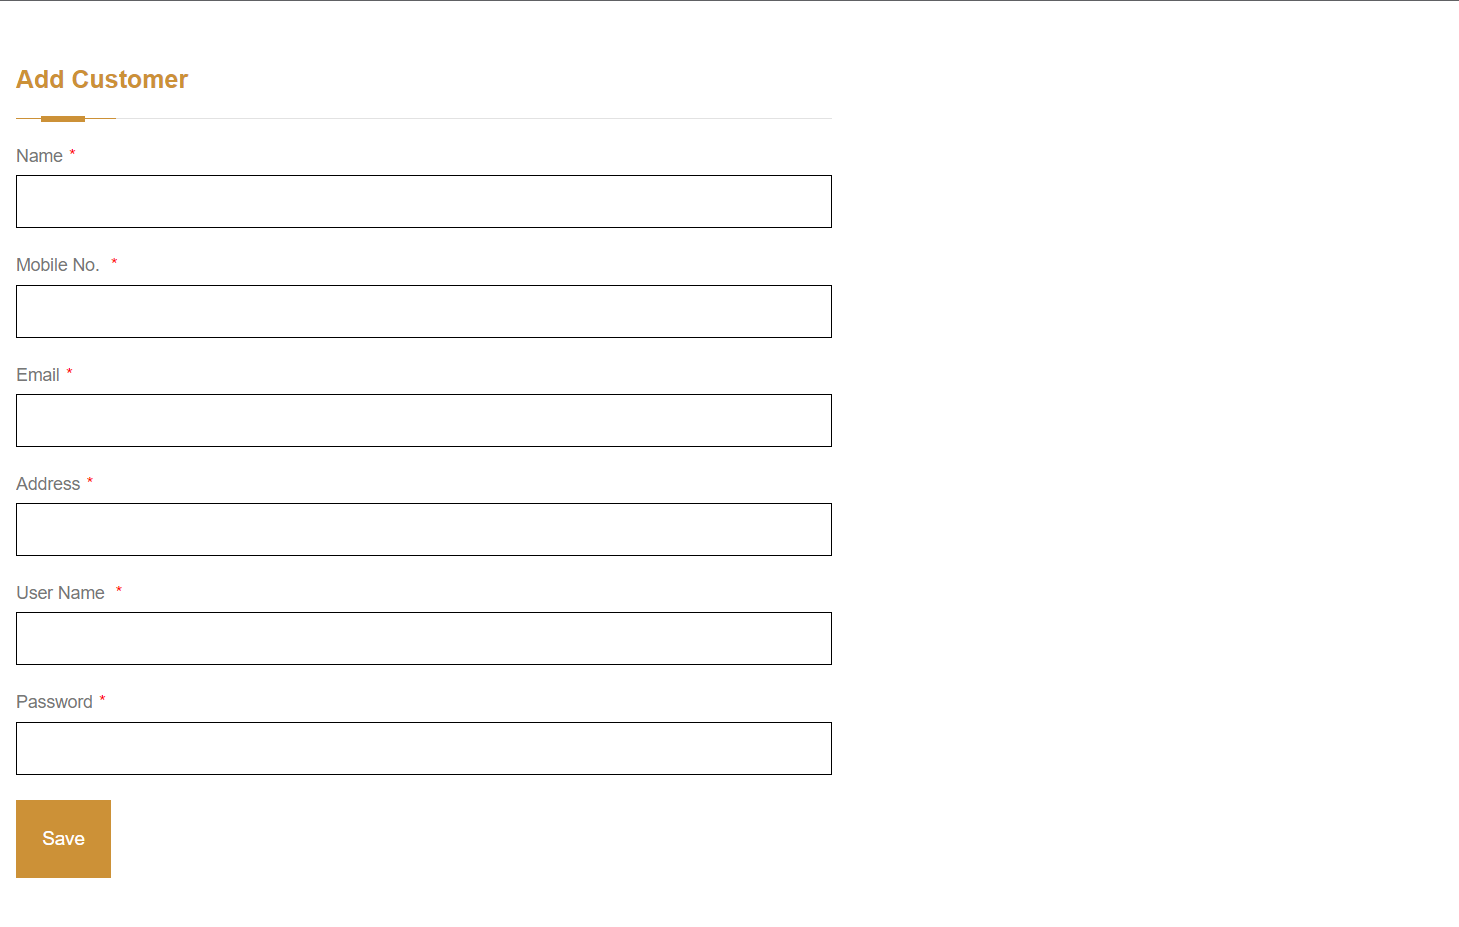 Add Customer
Name *
Mobile No. *
Email *
Address *
User Name *
Password *
Save